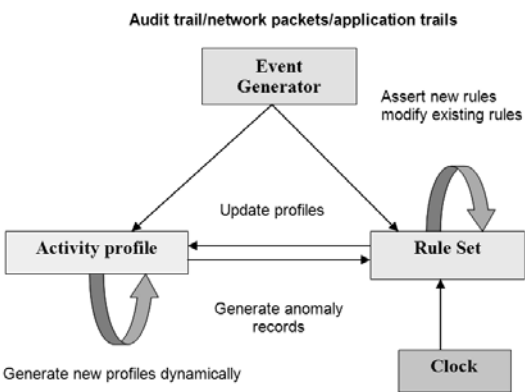 Audit trail/network packets/application trails
Event
Generator
Assert new rules
modify existing rules
Update profiles
Activity profile
Rule Set
Generate anomaly
records
Generate new profiles dynamically
Clock